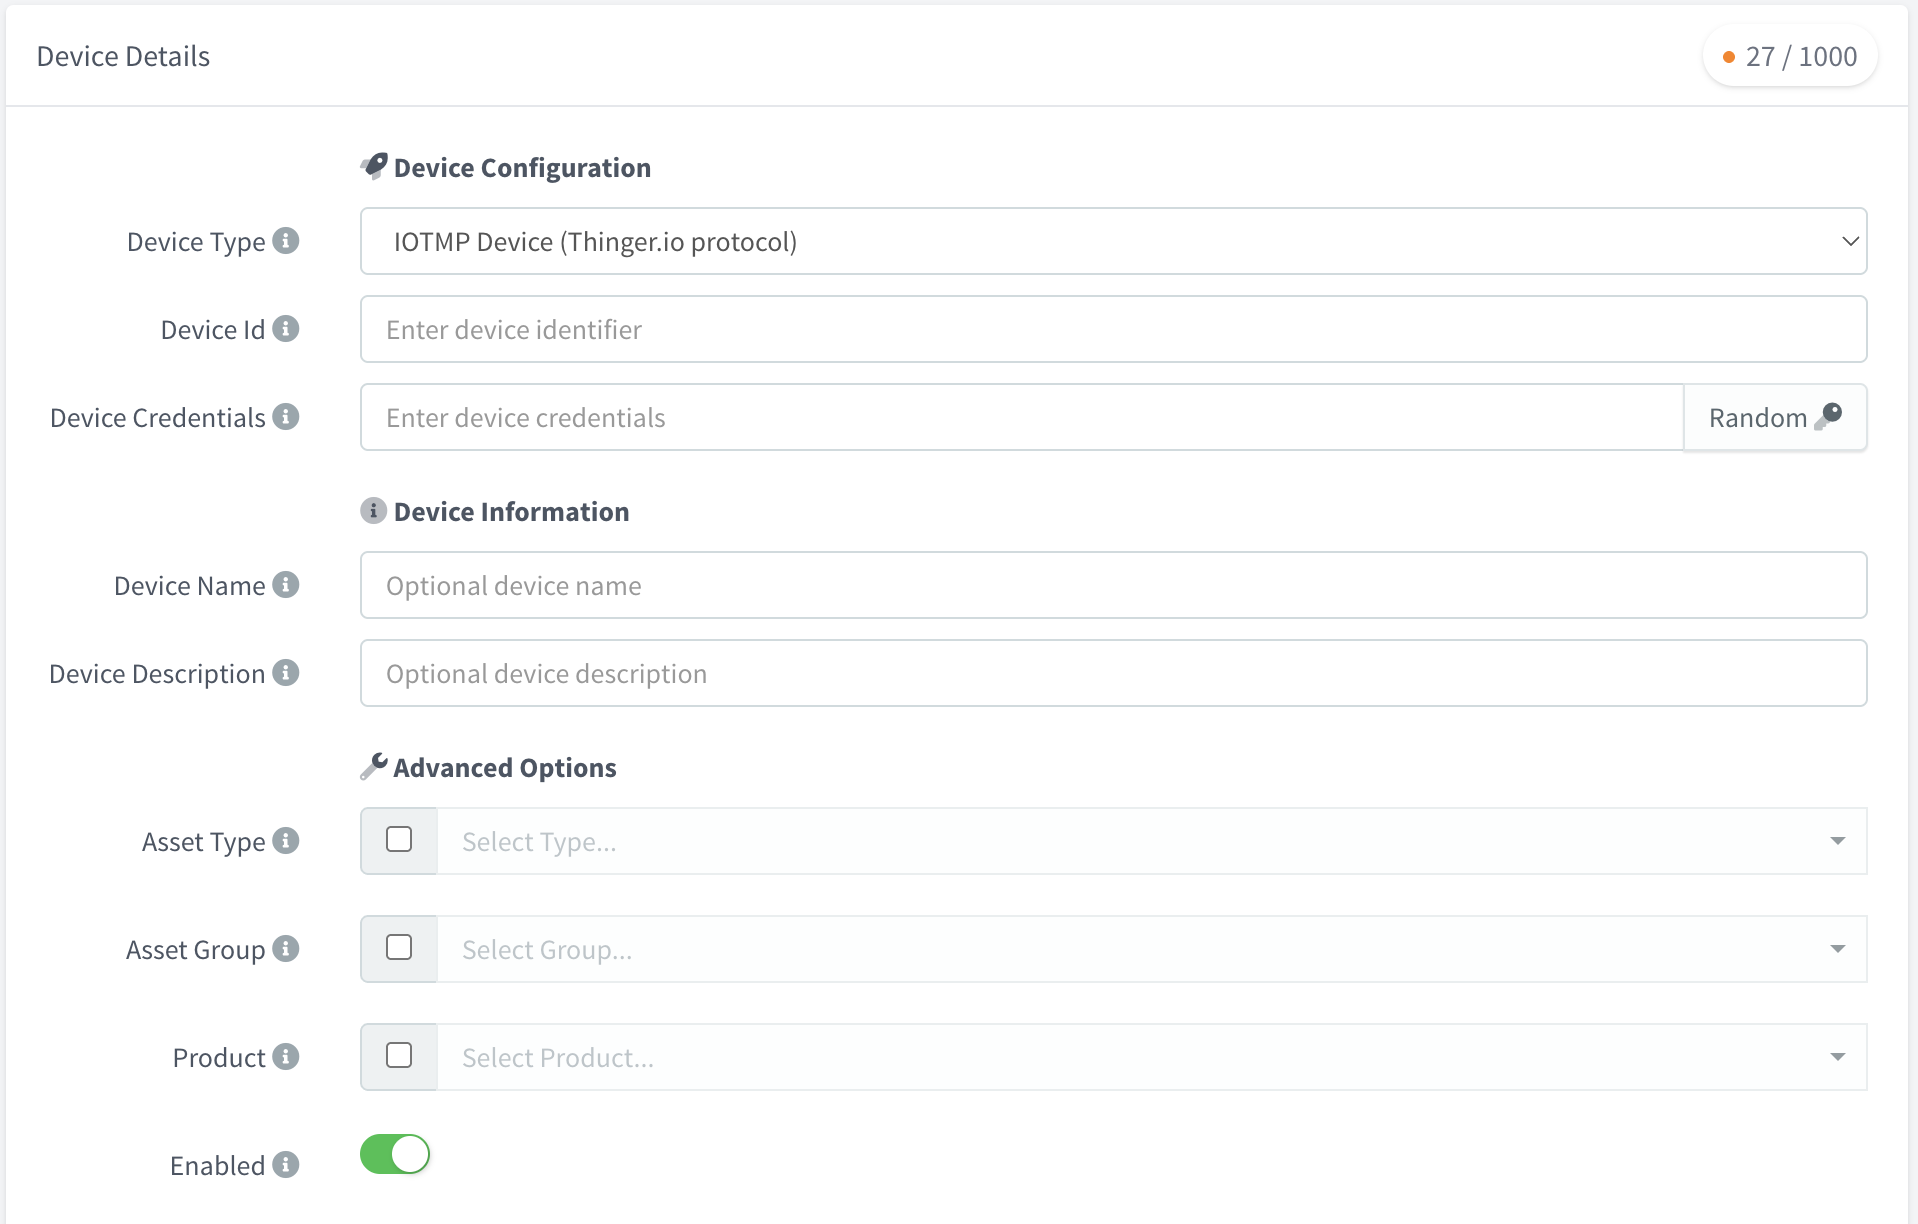 Device Details
27 / 1000
Device Configuration
Device Type
IOTMP Device (Thinger.io protocol)
Device Id
Enter device identifier
Device Credentials
Enter device credentials
Random
Device Information
Device Name
Optional device name
Device Description
Optional device description
Advanced Options
Asset Type
Select Type...
Asset Group
Select Group...
Product
Select Product...
Enabled